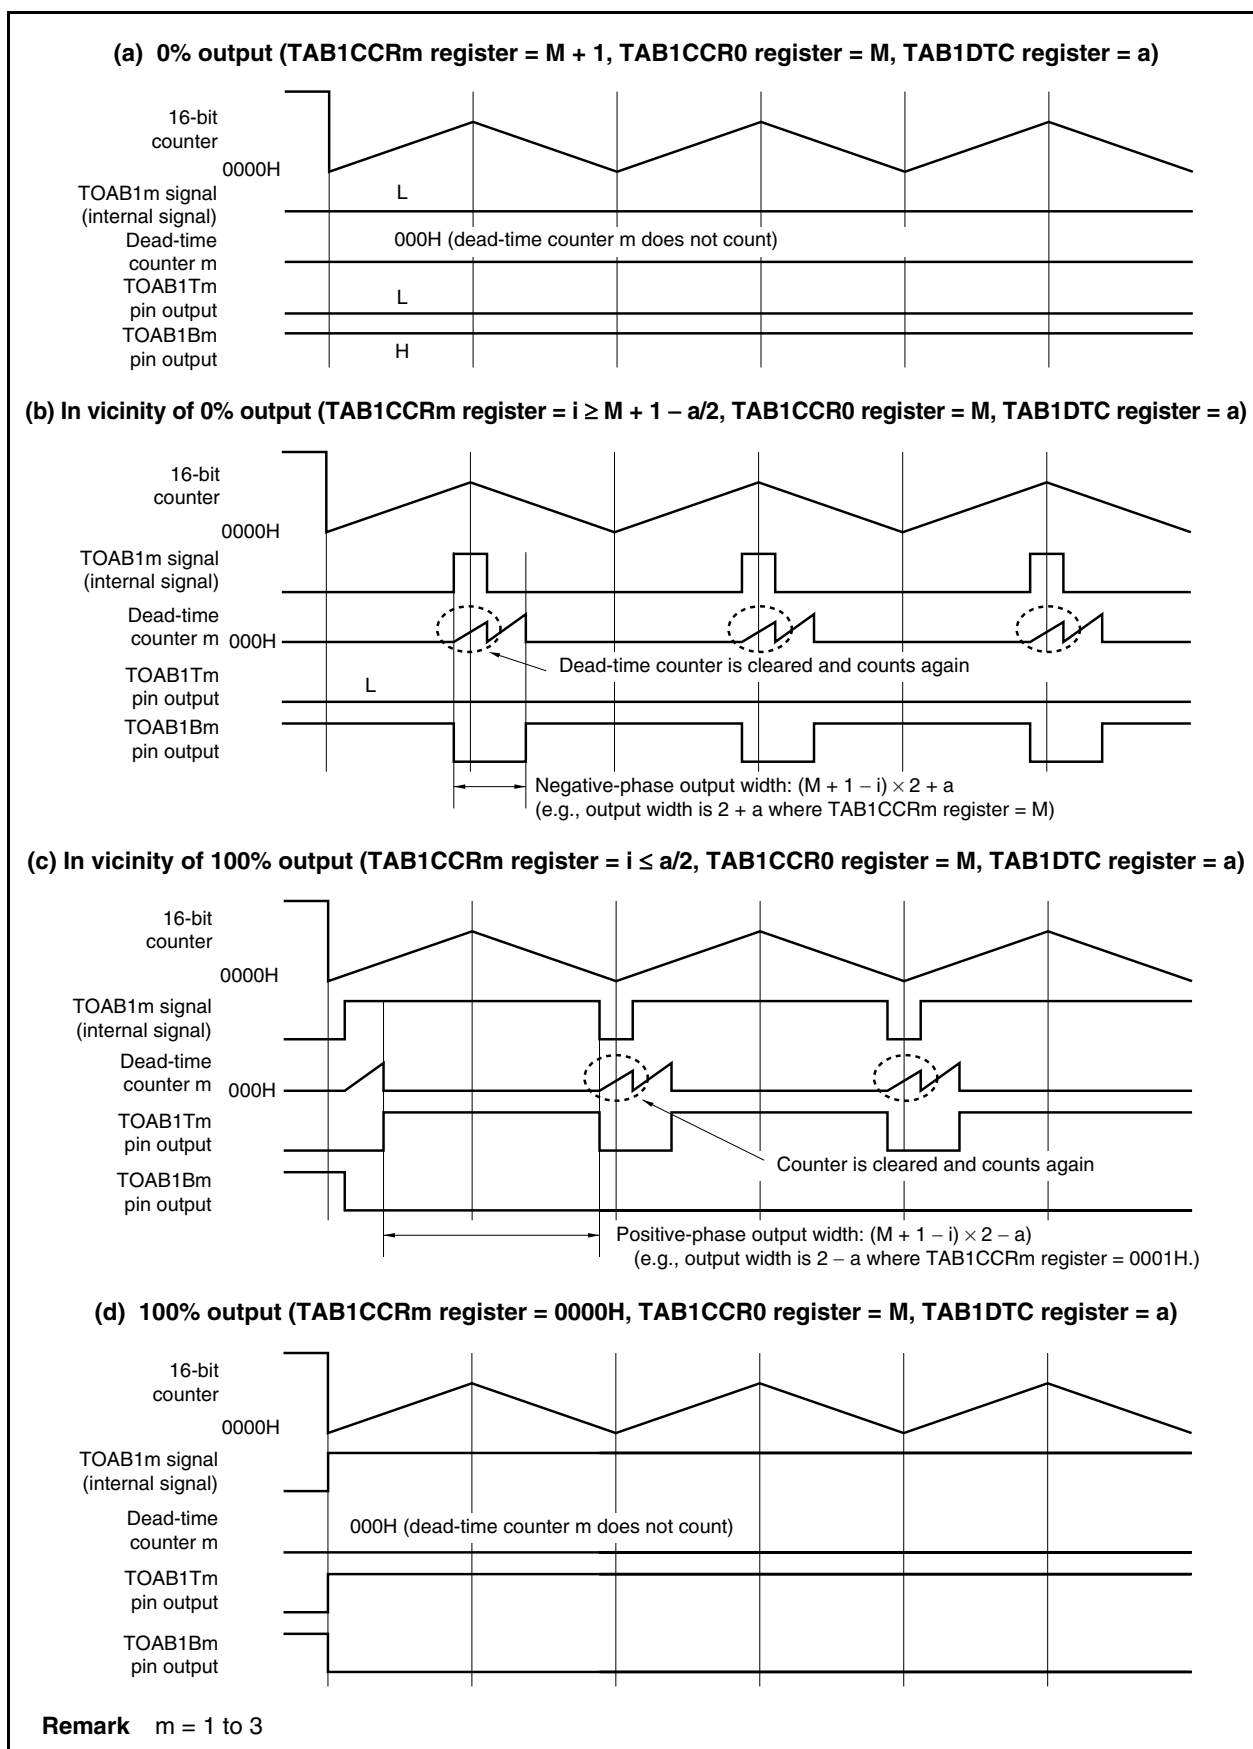 (a) 0% output (TAB1CCRm register = M + 1, TAB1CCR0 register = M, TAB1DTC register = a)
16-bit
counter
0000H
TOAB1m signal
(internal signal)
L
Dead-time
counter m
000H (dead-time counter m does not count)
TOAB1Tm
pin output
L
TOAB1Bm
pin output
H
(b) In vicinity of 0% output (TAB1CCRm register = i ≥ M + 1 – a/2, TAB1CCR0 register = M, TAB1DTC register = a)
16-bit
counter
0000H
TOAB1m signal
(internal signal)
Dead-time
counter m
000H
Dead-time counter is cleared and counts again
TOAB1Tm
pin output
L
TOAB1Bm
pin output
Negative-phase output width: (M + 1 – i) × 2 + a
(e.g., output width is 2 + a where TAB1CCRm register = M)
(c) In vicinity of 100% output (TAB1CCRm register = i ≤ a/2, TAB1CCR0 register = M, TAB1DTC register = a)
16-bit
counter
0000H
TOAB1m signal
(internal signal)
Dead-time
counter m
000H
TOAB1Tm
pin output
Counter is cleared and counts again
TOAB1Bm
pin output
Positive-phase output width: (M + 1 – i) × 2 – a)
(e.g., output width is 2 – a where TAB1CCRm register = 0001H.)
(d) 100% output (TAB1CCRm register = 0000H, TAB1CCR0 register = M, TAB1DTC register = a)
16-bit
counter
0000H
TOAB1m signal
(internal signal)
Dead-time
counter m
000H (dead-time counter m does not count)
TOAB1Tm
pin output
TOAB1Bm
pin output
Remark m = 1 to 3